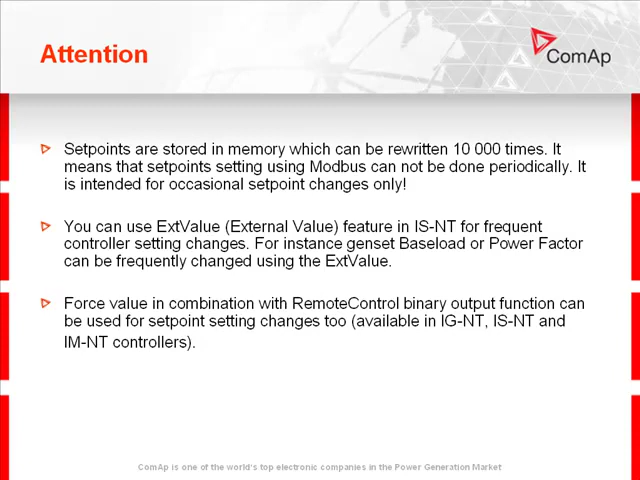 Attention
ComAp
Setpoints are stored in memory which can be rewritten 10 000 times. It
means that setpoints setting using Modbus can not be done periodically. It
is intended for occasional setpoint changes only!
You can use ExtValue (External Value) feature in IS-NT for frequent
controller setting changes. For instance genset Baseload or Power Factor
can be frequently changed using the ExtValue.
Force value in combination with RemoteControl binary output function can
be used for setpoint setting changes too (available in IG-NT, IS-NT and
IM-NT controllers).
ComAp is one of the world's top electronic companies in the Power Generation Market